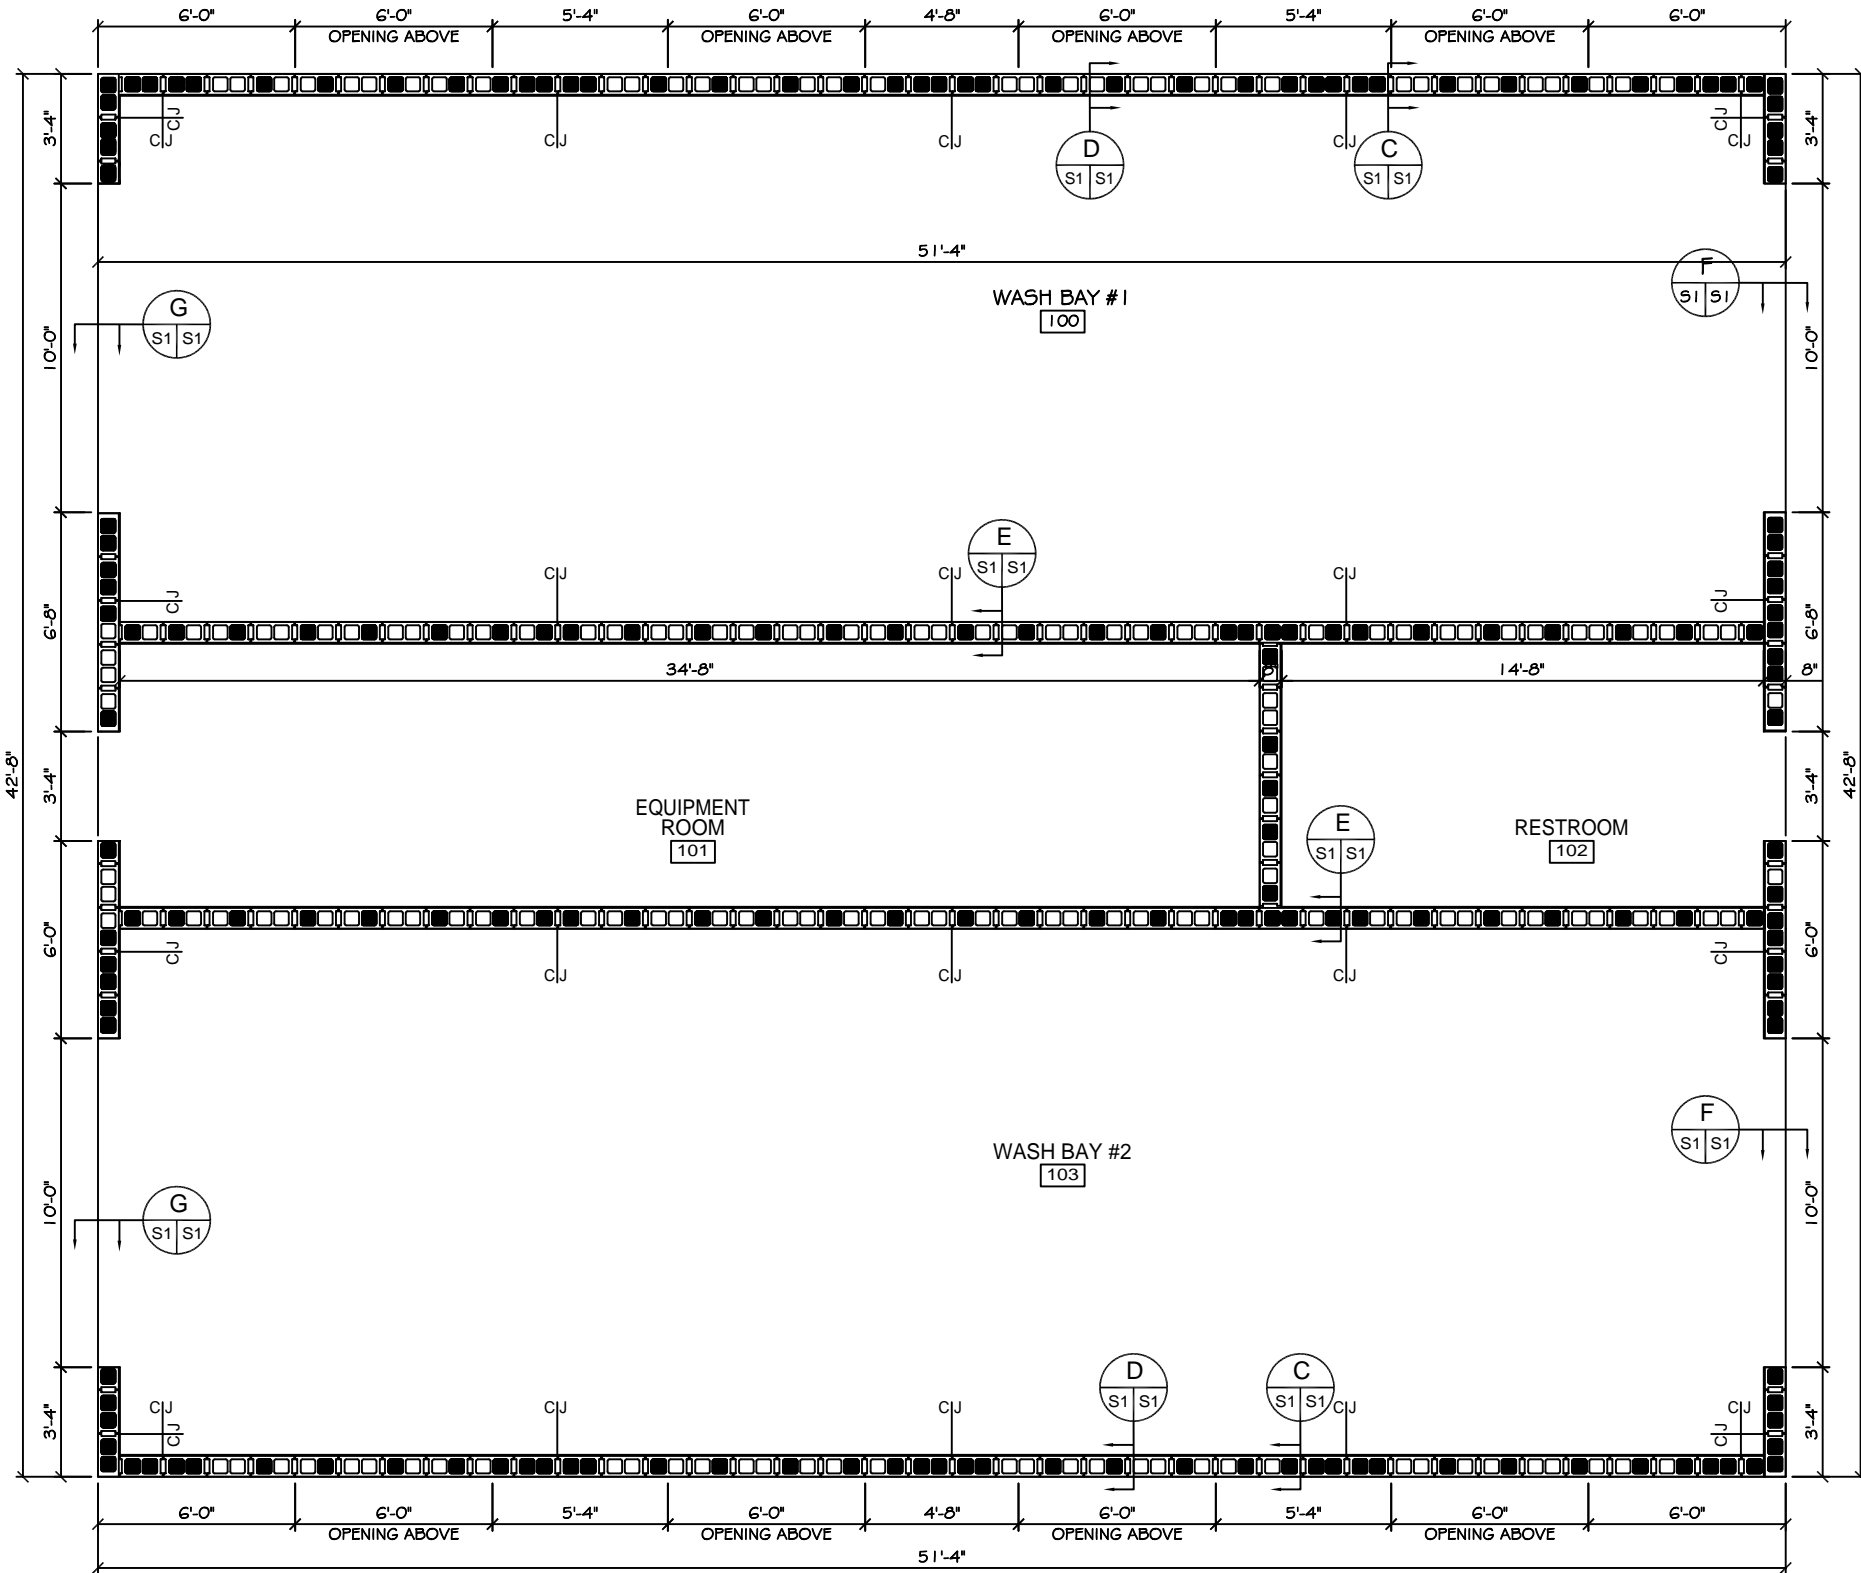 6'-0" 6'-0" 5'-4" 6'-0" 4'-8" 6'-0" 5'-4" 6'-0" 6'-0"
OPENING ABOVE OPENING ABOVE OPENING ABOVE OPENING ABOVE
3'-4" CJ CJ CJ CJ CJ CJ CJ 3'-4"
D C
S1 S1 S1 S1
51'-4"
F
S1 S1
G
S1 S1
WASH BAY #1
100
10'-0" 10'-0"
E
S1 S1
CJ CJ CJ CJ CJ
6'-8" 6'-8"
34'-8" 14'-8" 8"
42'-8" 3'-4" 3'-4" 42'-8"
EQUIPMENT
ROOM
101
E
S1 S1
RESTROOM
102
6'-0" CJ CJ CJ CJ CJ 6'-0"
F
S1 S1
WASH BAY #2
103
G
S1 S1
10'-0" 10'-0"
D C
S1 S1 S1 S1
3'-4" CJ CJ CJ CJ CJ CJ CJ 3'-4"
6'-0" 6'-0" 5'-4" 6'-0" 4'-8" 6'-0" 5'-4" 6'-0" 6'-0"
OPENING ABOVE OPENING ABOVE OPENING ABOVE OPENING ABOVE
51'-4"